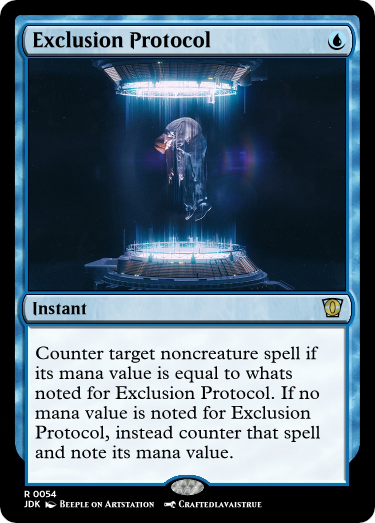 Exclusion Protocol
Instant
Counter target noncreature spell if
its mana value is equal to whats
noted for Exclusion Protocol. If no
mana value is noted for Exclusion
Protocol, instead counter that spell
and note its mana value.
R 0054
JDK Beeple on Artstation Craftedlavaistrue